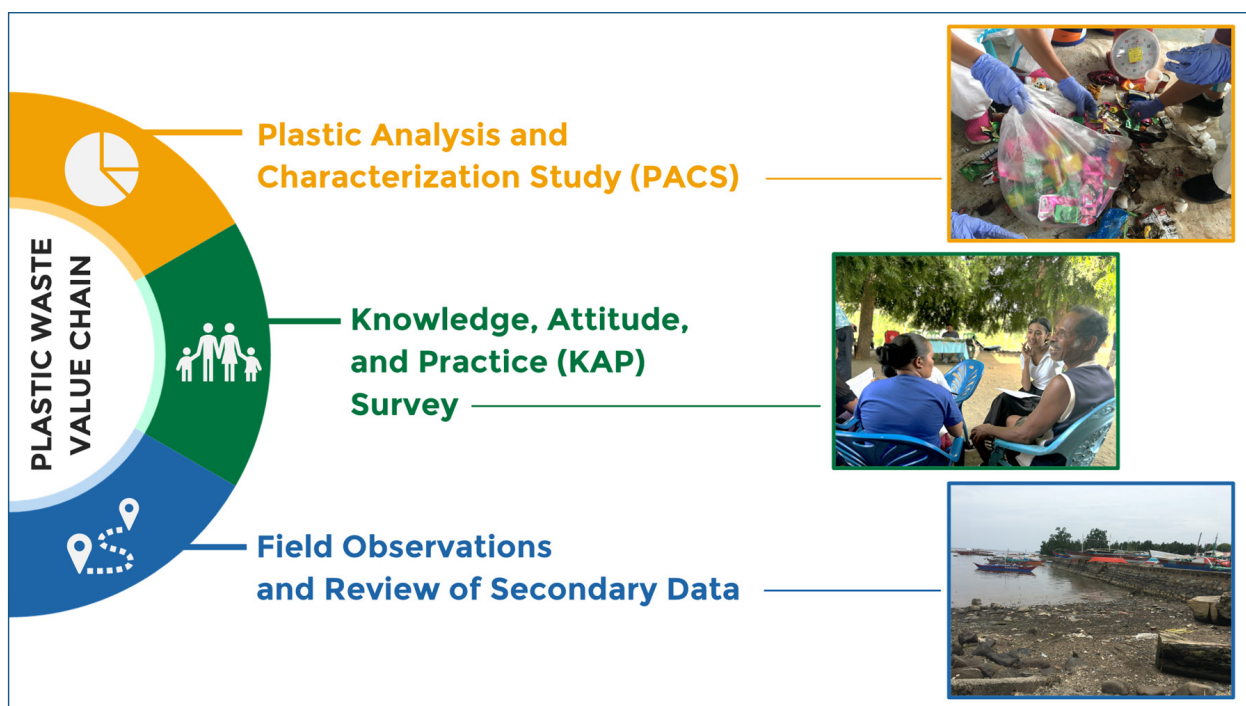 PLASTIC WASTE
VALUE CHAIN
Plastic Analysis and
Characterization Study (PACS)
Knowledge, Attitude,
and Practice (KAP)
Survey
Field Observations
and Review of Secondary Data